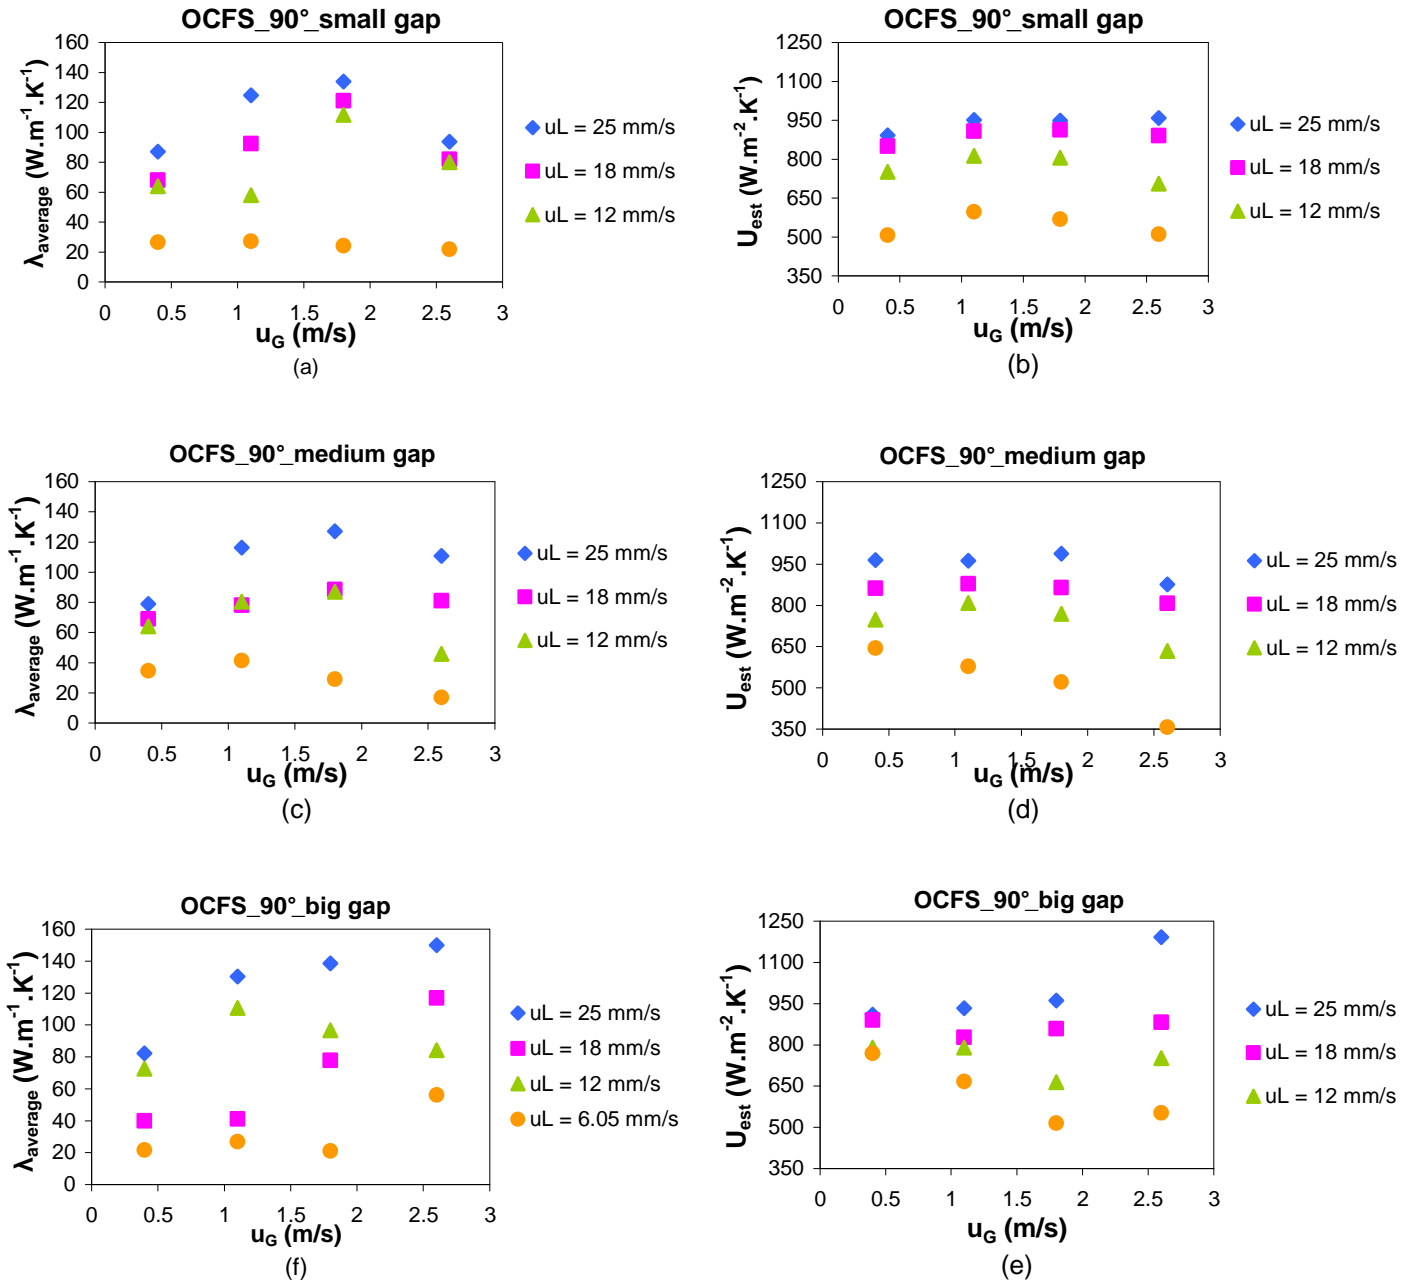 OCFS_90°_small gap
λaverage (W.m-1.K-1)
160
140
120
100
80
60
40
20
0
0 0.5 1 1.5 2 2.5 3
uG (m/s)
(a)
uL = 25 mm/s
uL = 18 mm/s
uL = 12 mm/s
OCFS_90°_small gap
Uest (W.m-2.K-1)
1250
1100
950
800
650
500
350
0 0.5 1 1.5 2 2.5 3
uG (m/s)
(b)
uL = 25 mm/s
uL = 18 mm/s
uL = 12 mm/s
OCFS_90°_medium gap
λaverage (W.m-1.K-1)
160
140
120
100
80
60
40
20
0
0 0.5 1 1.5 2 2.5 3
uG (m/s)
(c)
uL = 25 mm/s
uL = 18 mm/s
uL = 12 mm/s
OCFS_90°_medium gap
Uest (W.m-2.K-1)
1250
1100
950
800
650
500
350
0 0.5 1 1.5 2 2.5 3
uG (m/s)
(d)
uL = 25 mm/s
uL = 18 mm/s
uL = 12 mm/s
OCFS_90°_big gap
λaverage (W.m-1.K-1)
160
140
120
100
80
60
40
20
0
0 0.5 1 1.5 2 2.5 3
uG (m/s)
(f)
uL = 25 mm/s
uL = 18 mm/s
uL = 12 mm/s
uL = 6.05 mm/s
OCFS_90°_big gap
Uest (W.m-2.K-1)
1250
1100
950
800
650
500
350
0 0.5 1 1.5 2 2.5 3
uG (m/s)
(e)
uL = 25 mm/s
uL = 18 mm/s
uL = 12 mm/s